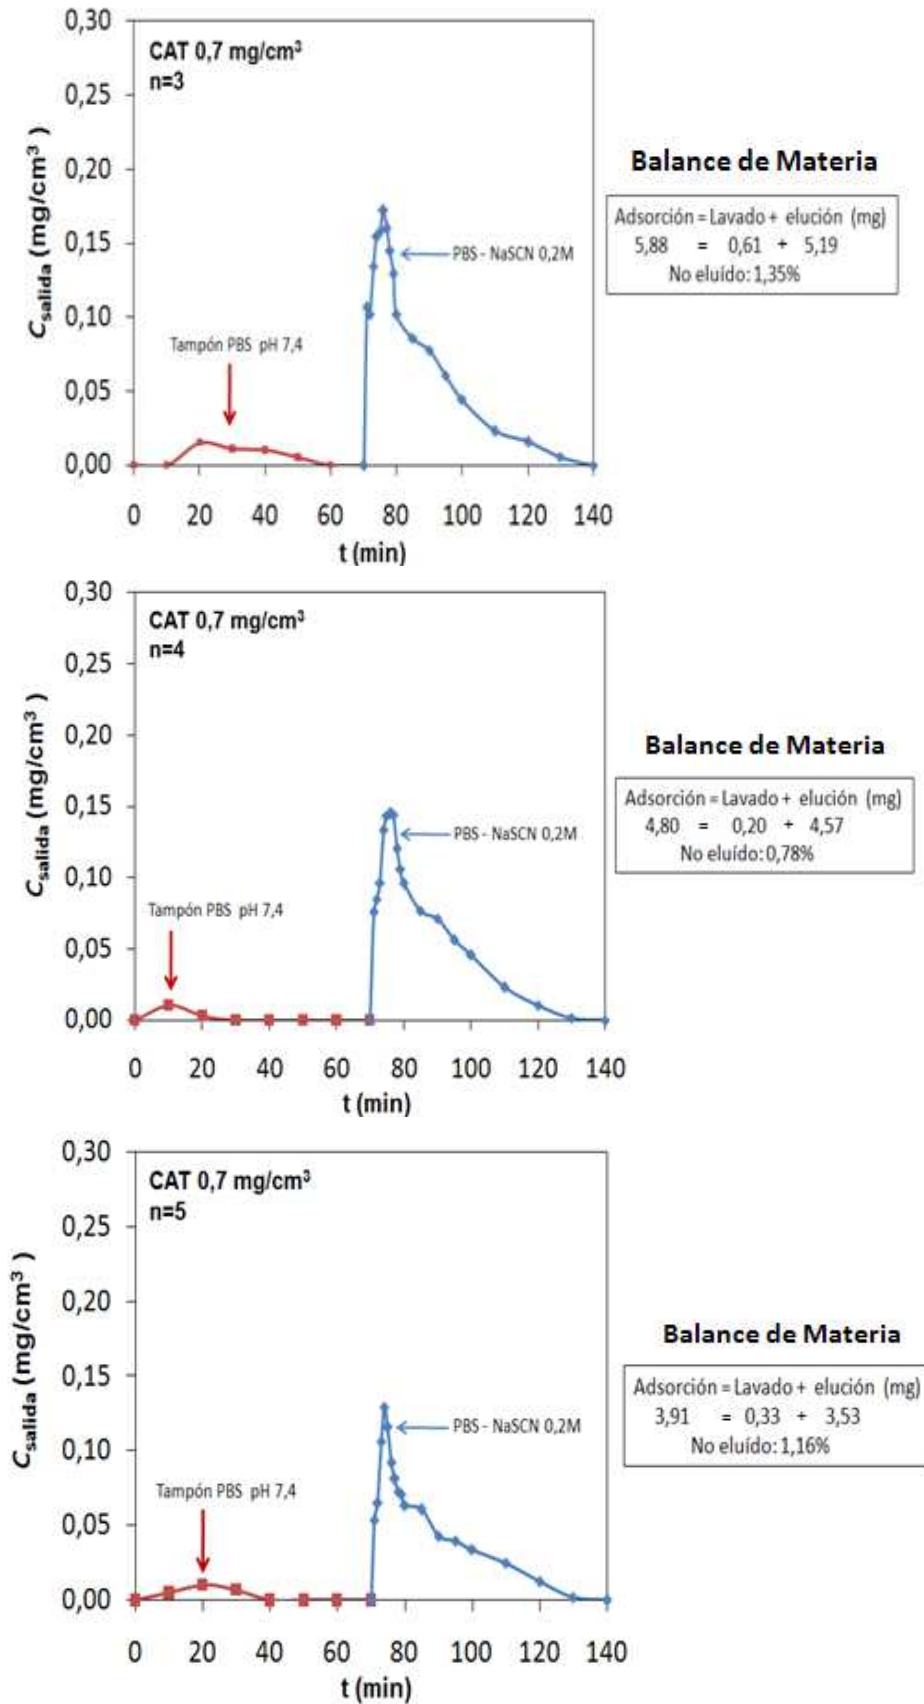 0,30
0,25
0,20
0,15
0,10
0,05
0,00
C salida (mg/cm³ )
CAT 0,7 mg/cm³
n=3
PBS - NaSCN 0,2M
Tampón PBS pH 7,4
0 20 40 60 80 100 120 140
t (min)
Balance de Materia
Adsorción = Lavado + elución (mg)
5,88 = 0,61 + 5,19
No eluído: 1,35%
0,30
0,25
0,20
0,15
0,10
0,05
0,00
C salida (mg/cm³ )
CAT 0,7 mg/cm³
n=4
PBS - NaSCN 0,2M
Tampón PBS pH 7,4
0 20 40 60 80 100 120 140
t (min)
Balance de Materia
Adsorción = Lavado + elución (mg)
4,80 = 0,20 + 4,57
No eluído: 0,78%
0,30
0,25
0,20
0,15
0,10
0,05
0,00
C salida (mg/cm³ )
CAT 0,7 mg/cm³
n=5
PBS - NaSCN 0,2M
Tampón PBS pH 7,4
0 20 40 60 80 100 120 140
t (min)
Balance de Materia
Adsorción = Lavado + elución (mg)
3,91 = 0,33 + 3,53
No eluído: 1,16%